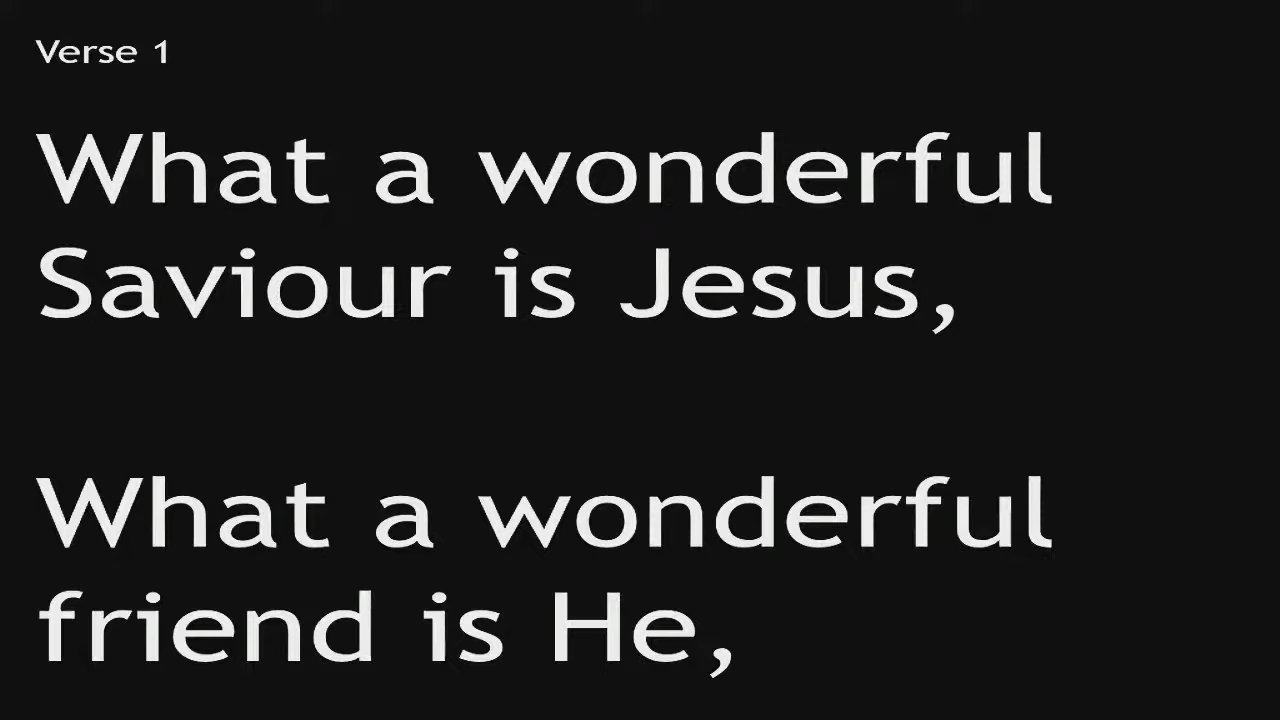 Verse 1
What a wonderful
Saviour is Jesus,
What a wonderful
friend is He,